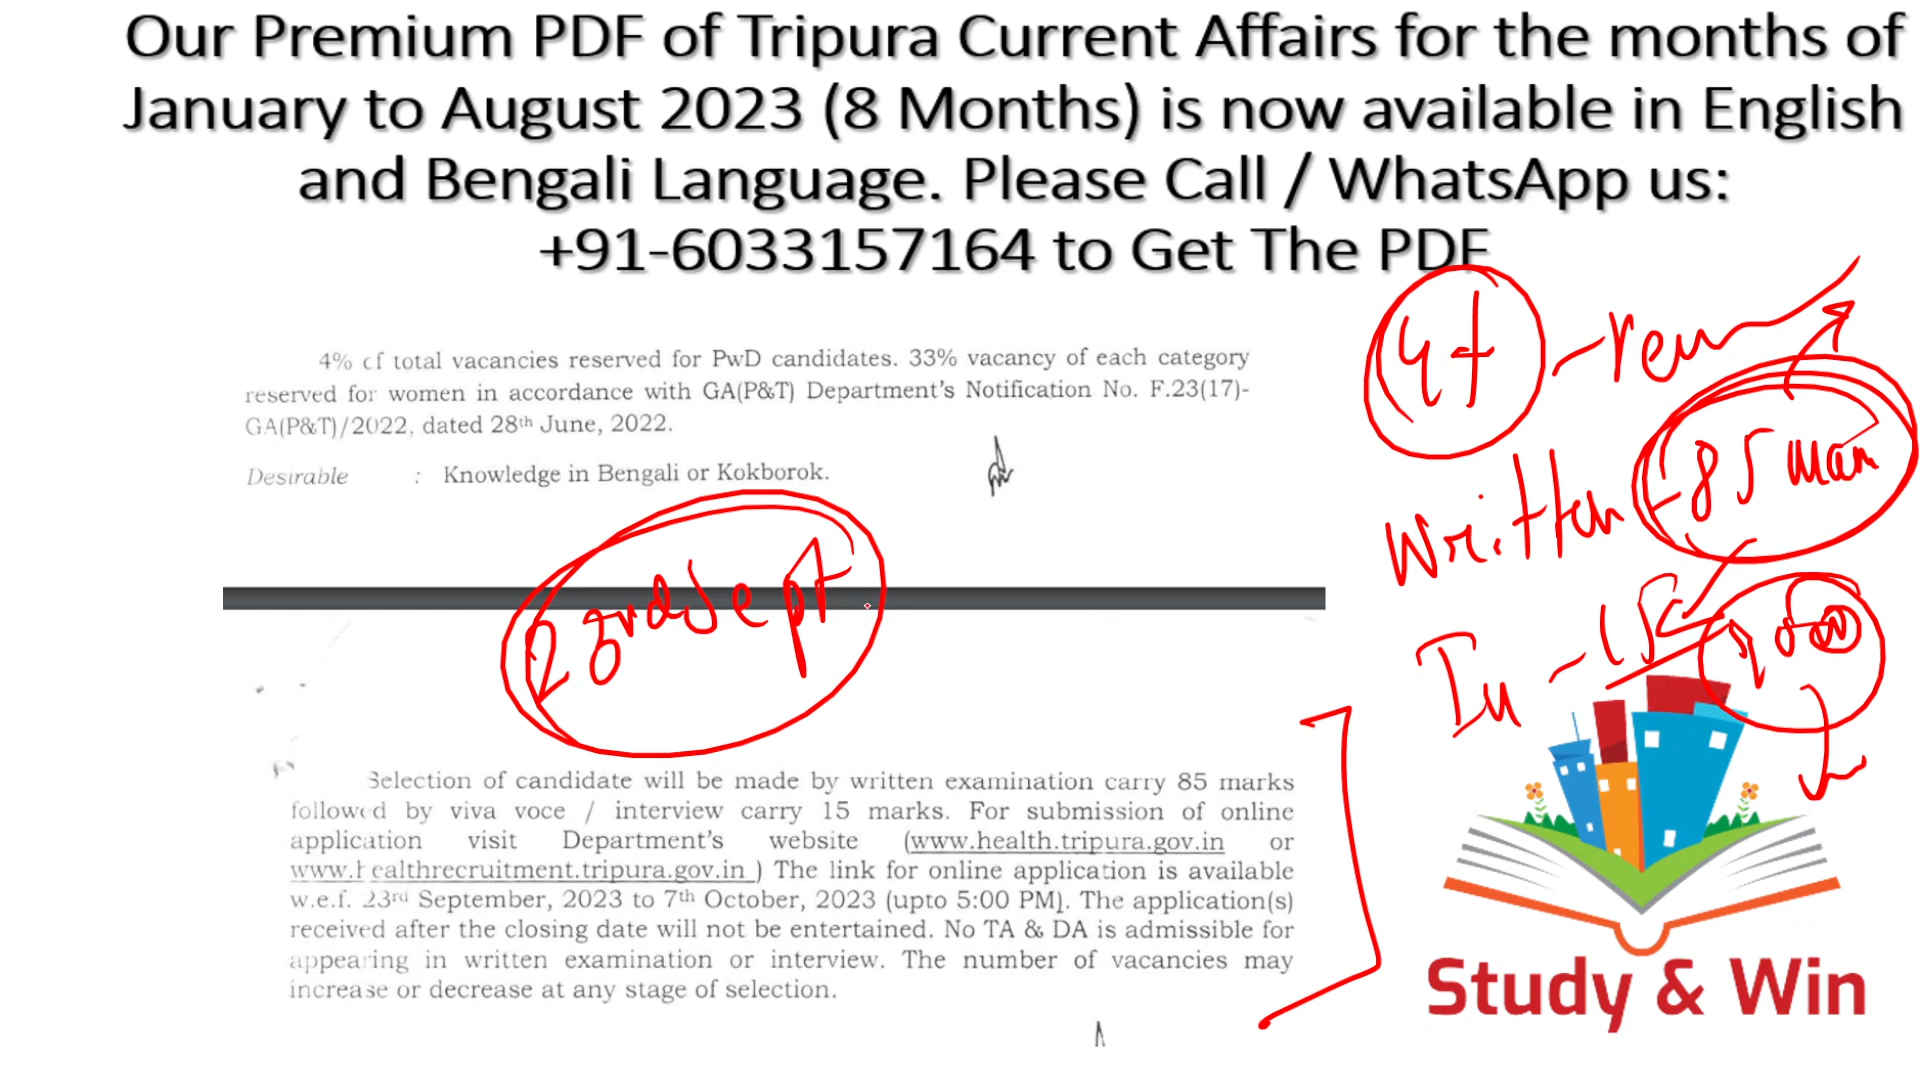 Our Premium PDF of Tripura Current Affairs for the months of
January to August 2023 (8 Months) is now available in English
and Bengali Language. Please Call / WhatsApp us:
+91-6033157164 to Get The PDF
4% of total vacancies reserved for PwD candidates. 33% vacancy of each category
reserved for women in accordance with GA(P&T) Department's Notification No. F.23(17)-
GA(P&T)/2022, dated 28th June, 2022.
Desirable : Knowledge in Bengali or Kokborok.
Written - 85
23rd Sept
- 15
Selection of candidate will be made by written examination carry 85 marks
followed by viva voce / interview carry 15 marks. For submission of online
application visit Department's website (www.health.tripura.gov.in or
www.healthrecruitment.tripura.gov.in ) The link for online application is available
w.e.f. 23rd September, 2023 to 7th October, 2023 (upto 5:00 PM). The application(s)
received after the closing date will not be entertained. No TA & DA is admissible for
appearing in written examination or interview. The number of vacancies may
increase or decrease at any stage of selection.
Study & Win